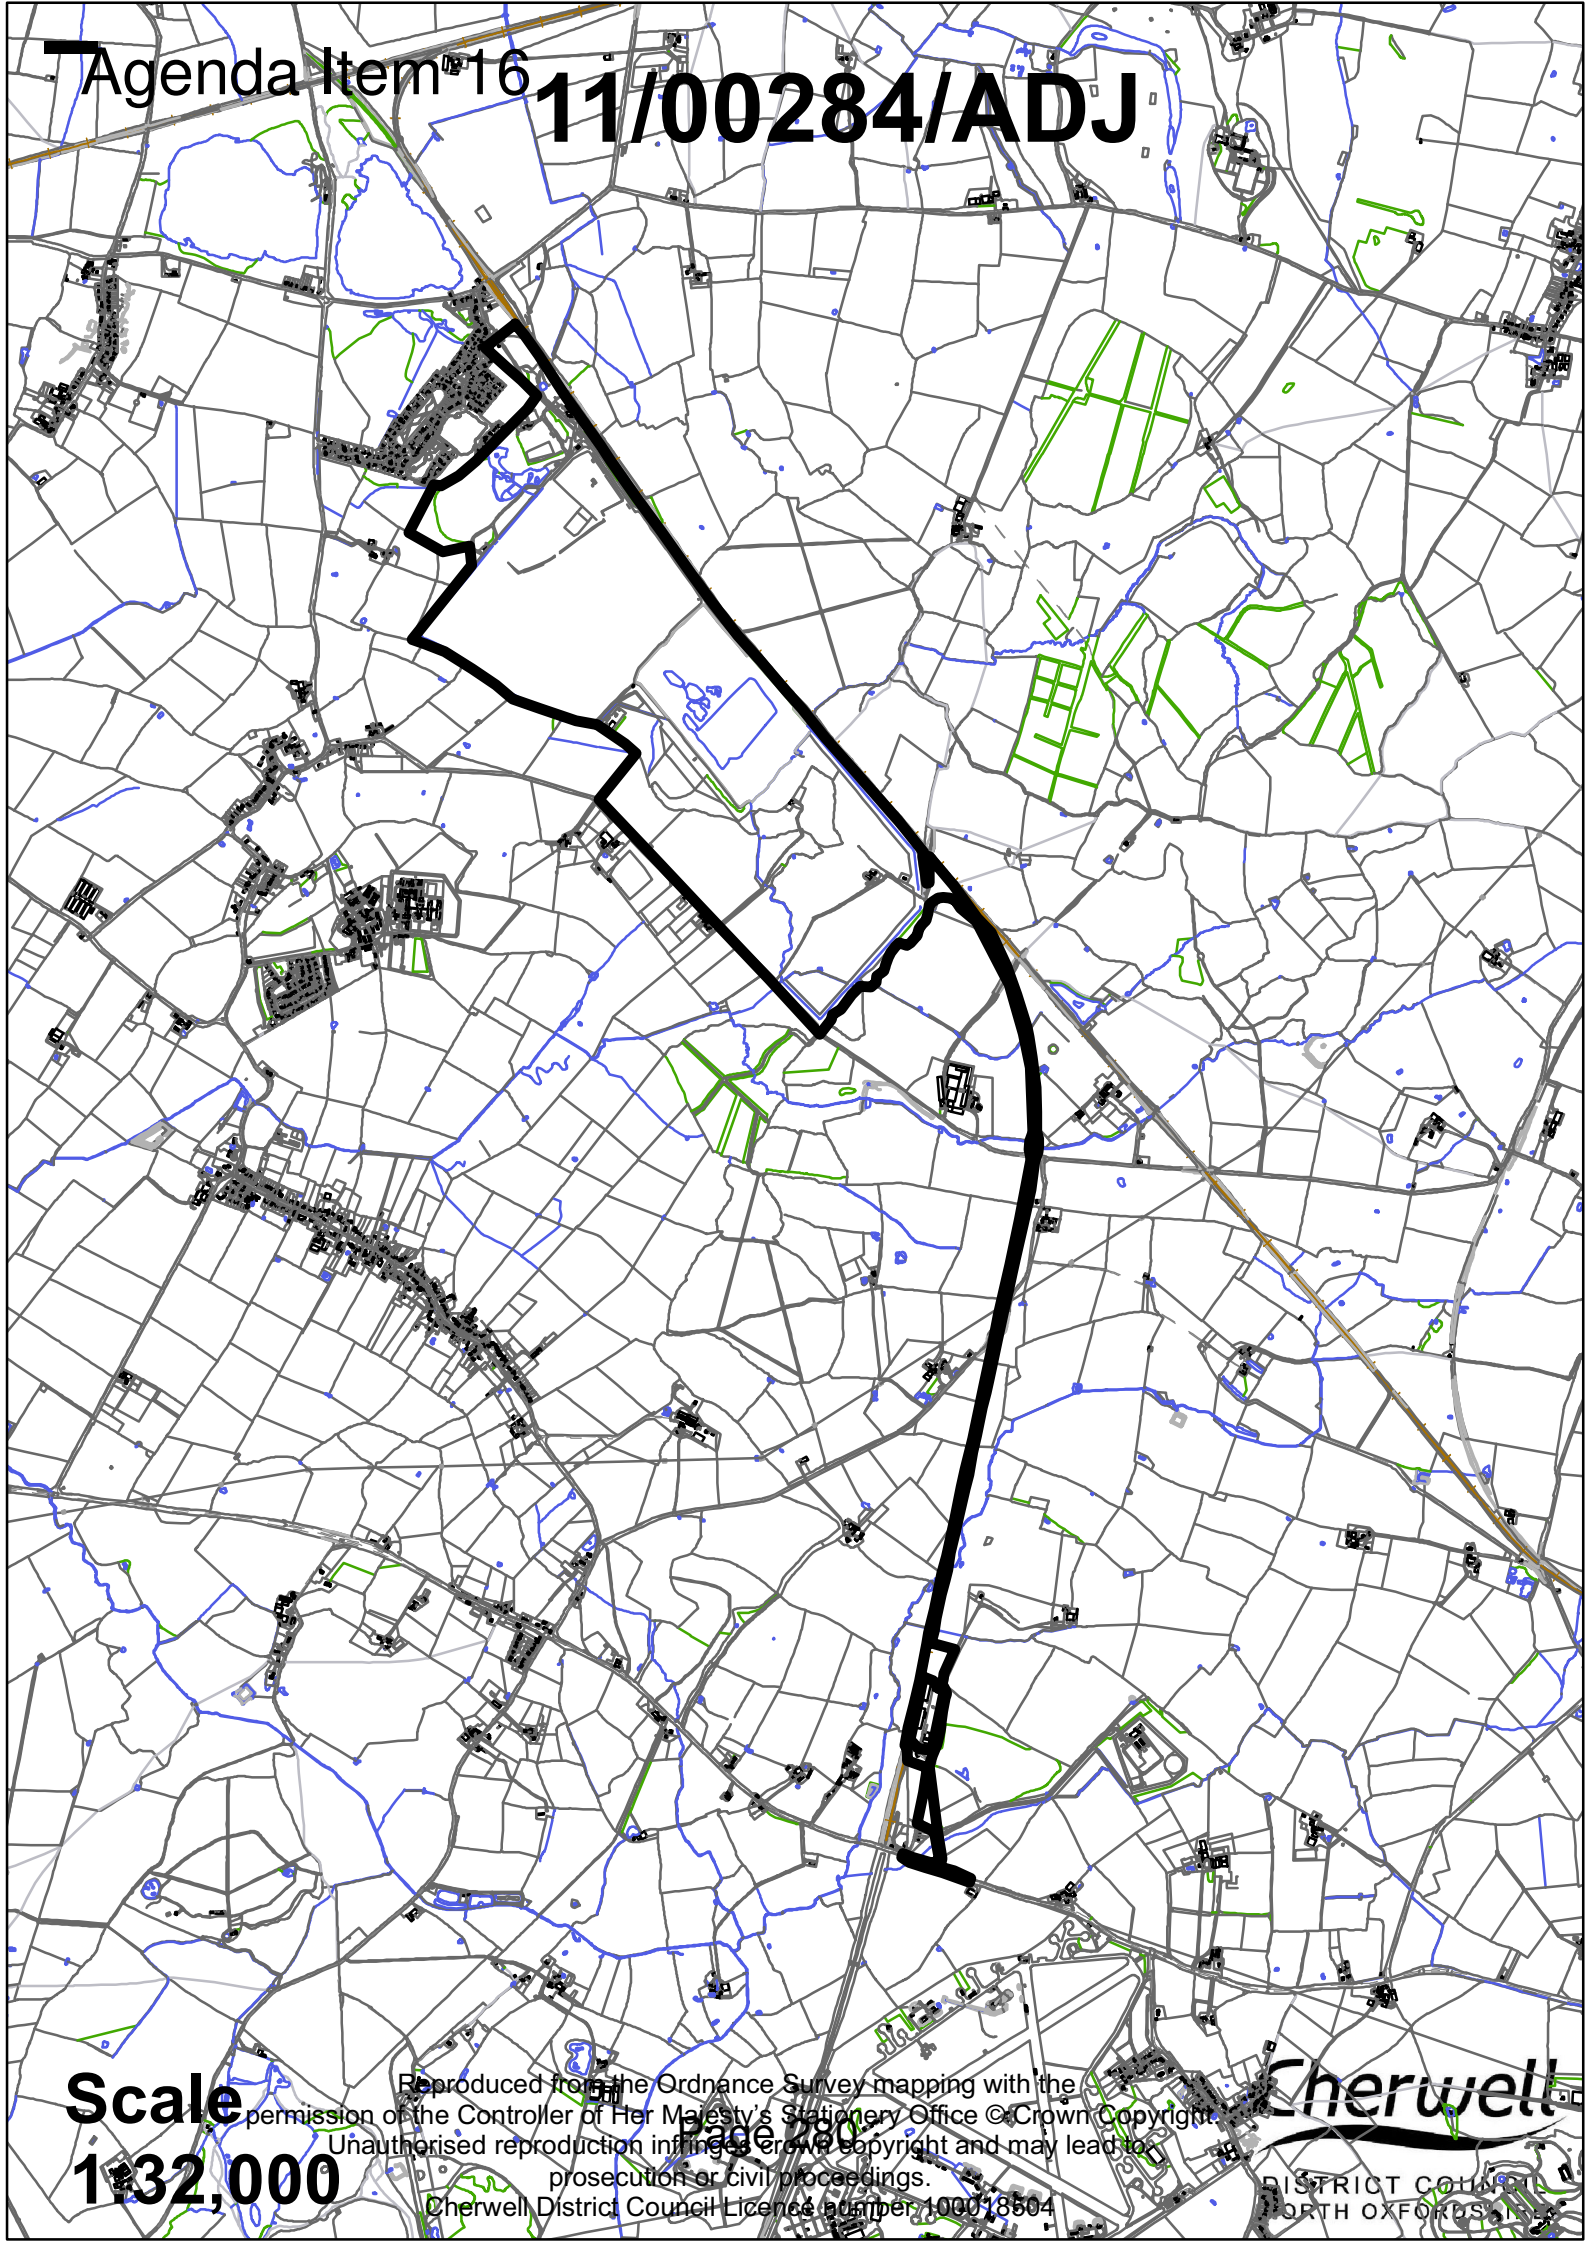 Agenda Item 16
11/00284/ADJ
Scale
1:32,000
Reproduced from the Ordnance Survey mapping with the
permission of the Controller of Her Majesty's Stationery Office © Crown Copyright.
Unauthorised reproduction infringes crown copyright and may lead to
prosecution or civil proceedings.
Cherwell District Council Licence number 100018504
Page 280
Cherwell
DISTRICT COUNCIL
NORTH OXFORDSHIRE